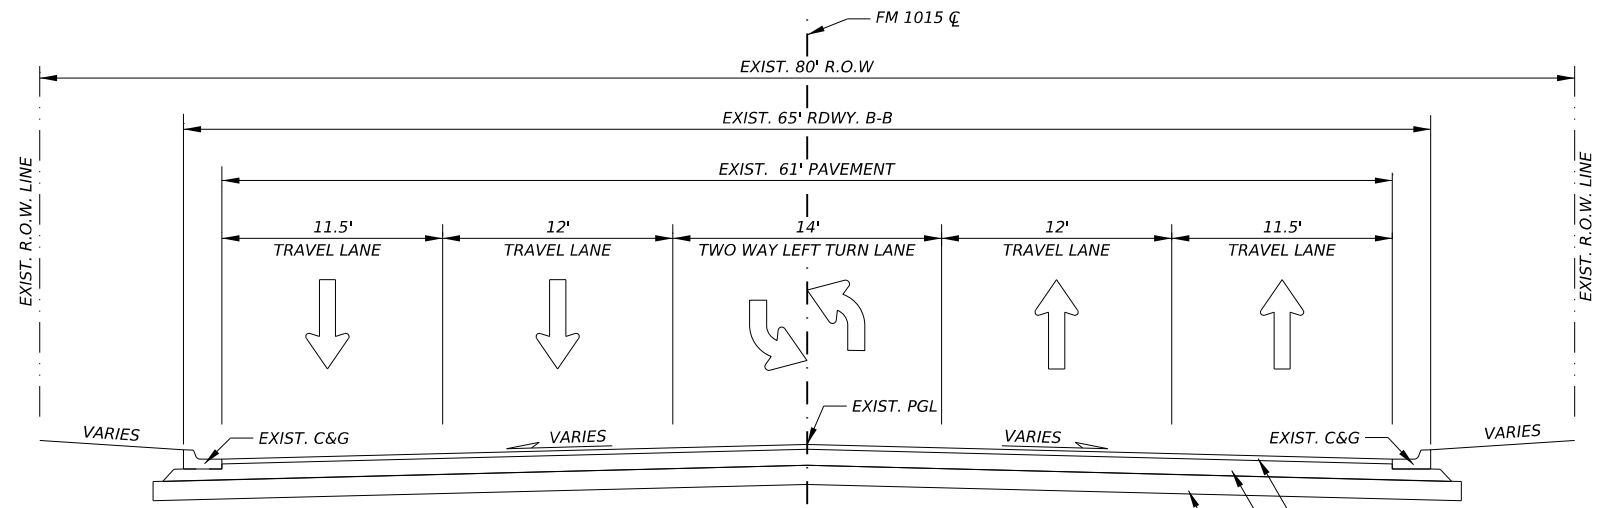 FM 1015 ℄
EXIST. 80' R.O.W
EXIST. 65' RDWY. B-B
EXIST. 61' PAVEMENT
EXIST. R.O.W. LINE
EXIST. R.O.W. LINE
11.5' 12' 14' 12' 11.5'
TRAVEL LANE TRAVEL LANE TWO WAY LEFT TURN LANE TRAVEL LANE TRAVEL LANE
EXIST. PGL
VARIES EXIST. C&G VARIES VARIES EXIST. C&G VARIES